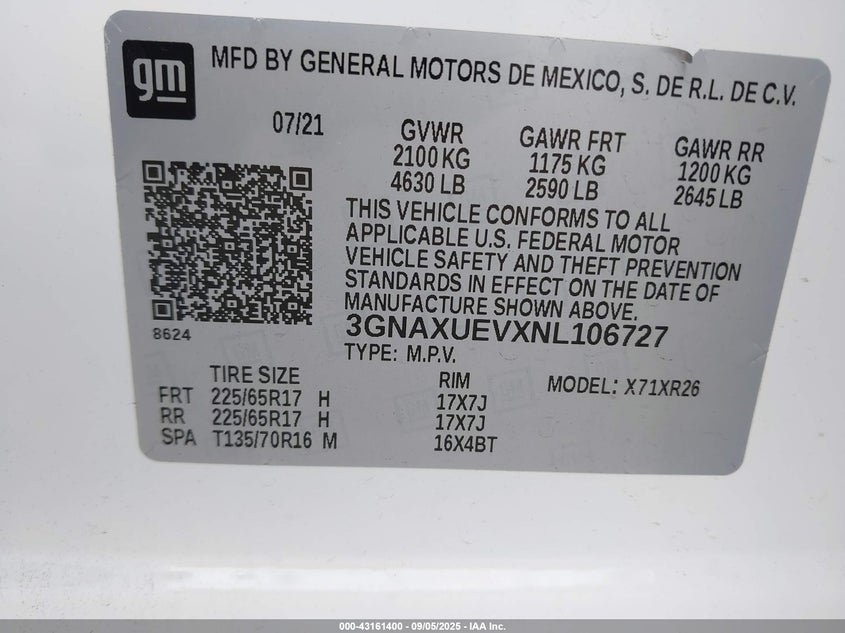 gm
MFD BY GENERAL MOTORS DE MEXICO, S. DE R.L. DE C.V.
07/21
GVWR
2100 KG
4630 LB
GAWR FRT
1175 KG
2590 LB
GAWR RR
1200 KG
2645 LB
THIS VEHICLE CONFORMS TO ALL
APPLICABLE U.S. FEDERAL MOTOR
VEHICLE SAFETY AND THEFT PREVENTION
STANDARDS IN EFFECT ON THE DATE OF
MANUFACTURE SHOWN ABOVE.
8624
3GNAXUEVXNL106727
TYPE: M.P.V.
TIRE SIZE RIM MODEL: X71XR26
FRT 225/65R17 H 17X7J
RR 225/65R17 H 17X7J
SPA T135/70R16 M 16X4BT
000-43161400 - 09/05/2025 - IAA Inc.